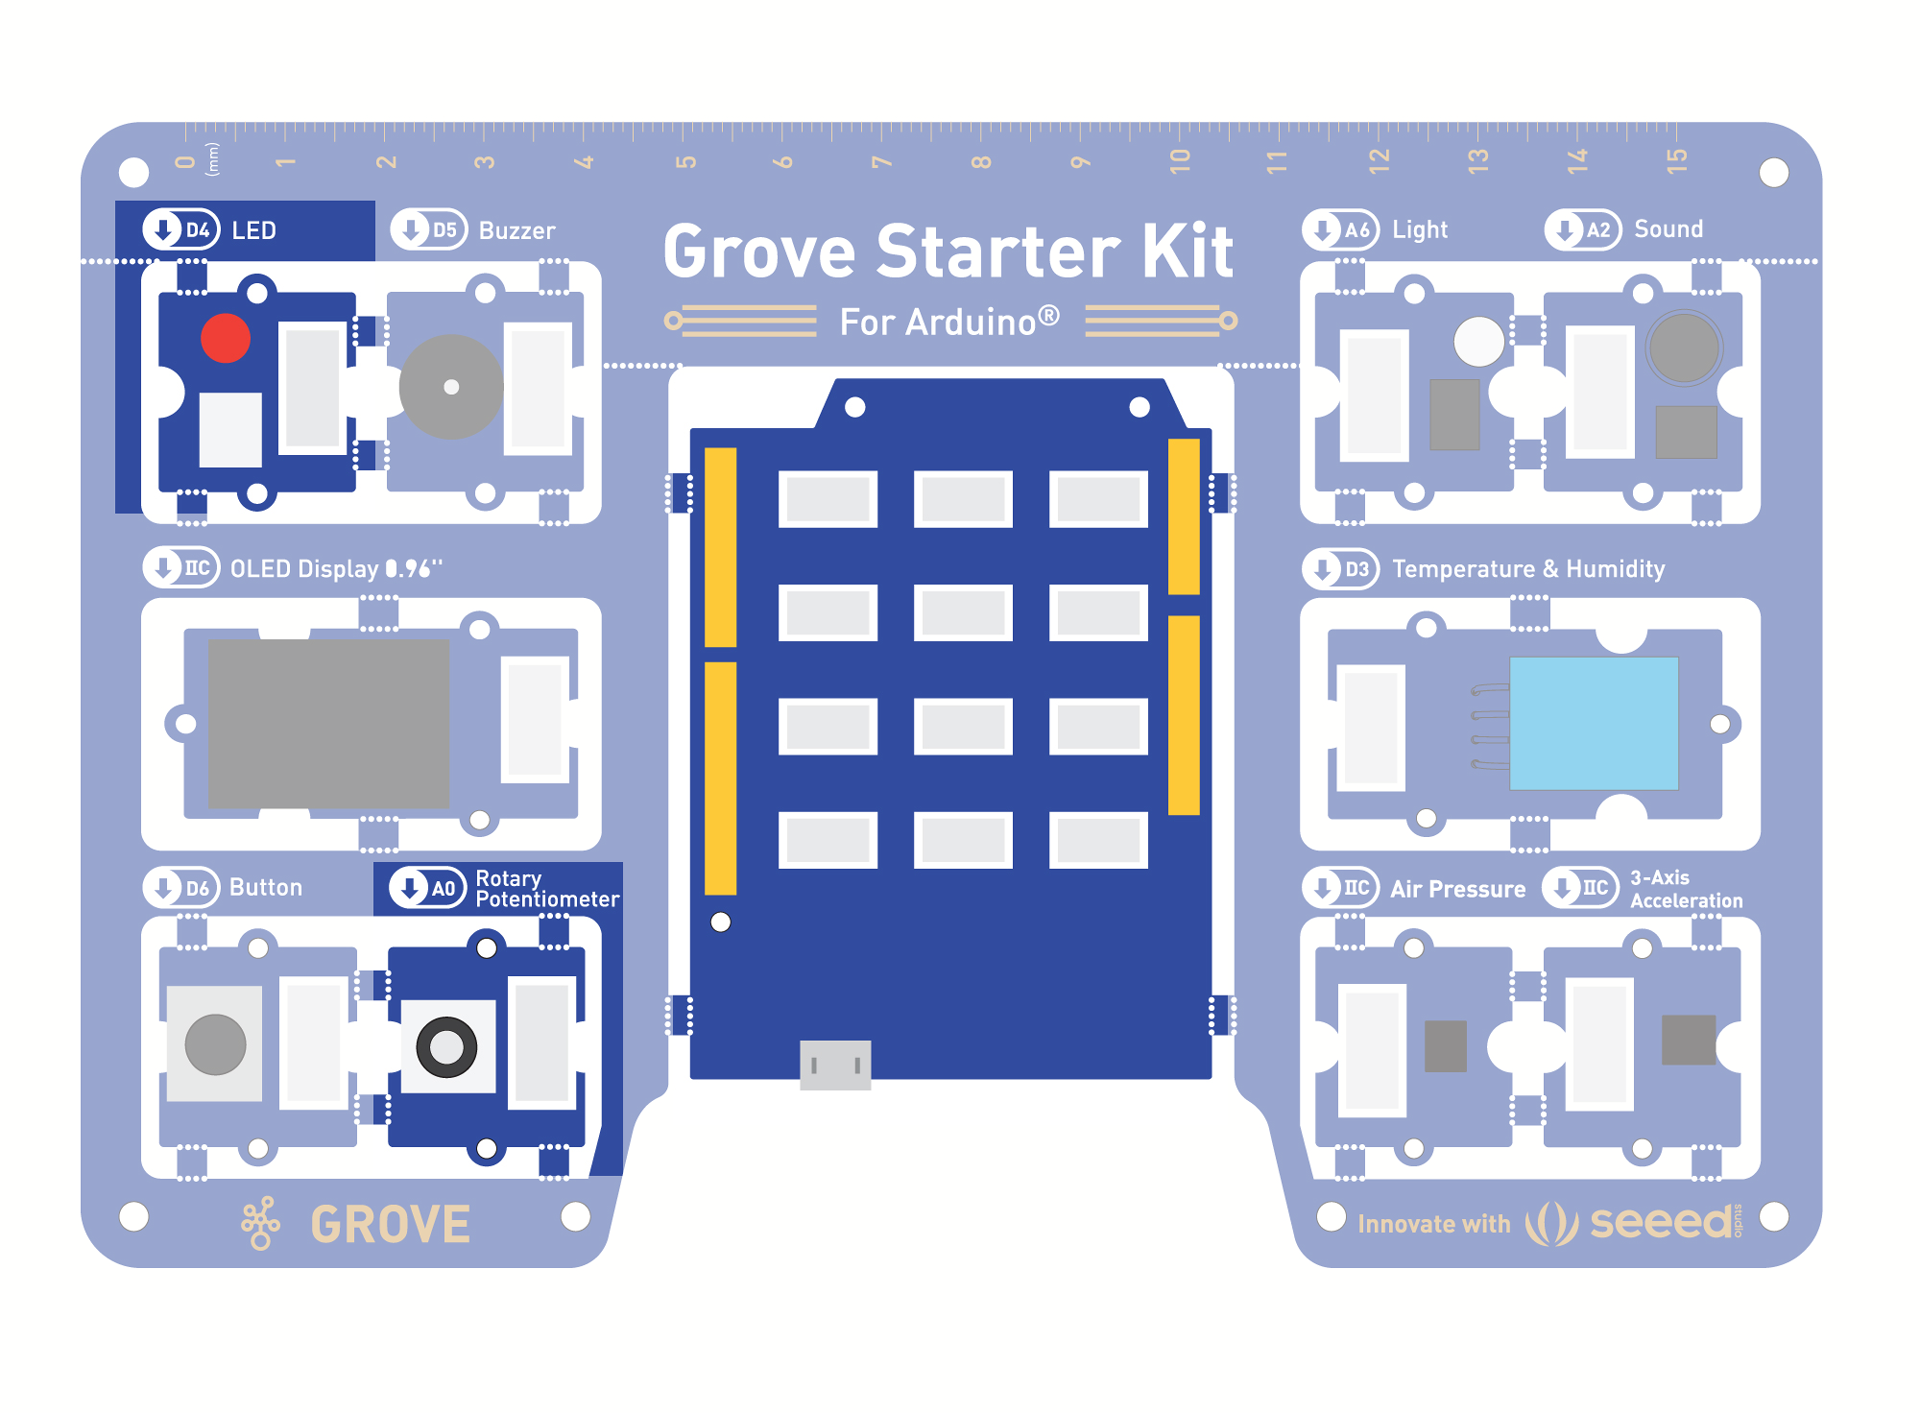 0 (mm) 1 2 3 4 5 6 7 8 9 10 11 12 13 14 15
D4 LED
D5 Buzzer
Grove Starter Kit
For Arduino®
A6 Light
A2 Sound
IIC OLED Display 0.96''
D3 Temperature & Humidity
D6 Button
A0 Rotary
Potentiometer
IIC Air Pressure
IIC 3-Axis
Acceleration
GROVE
Innovate with seeed studio